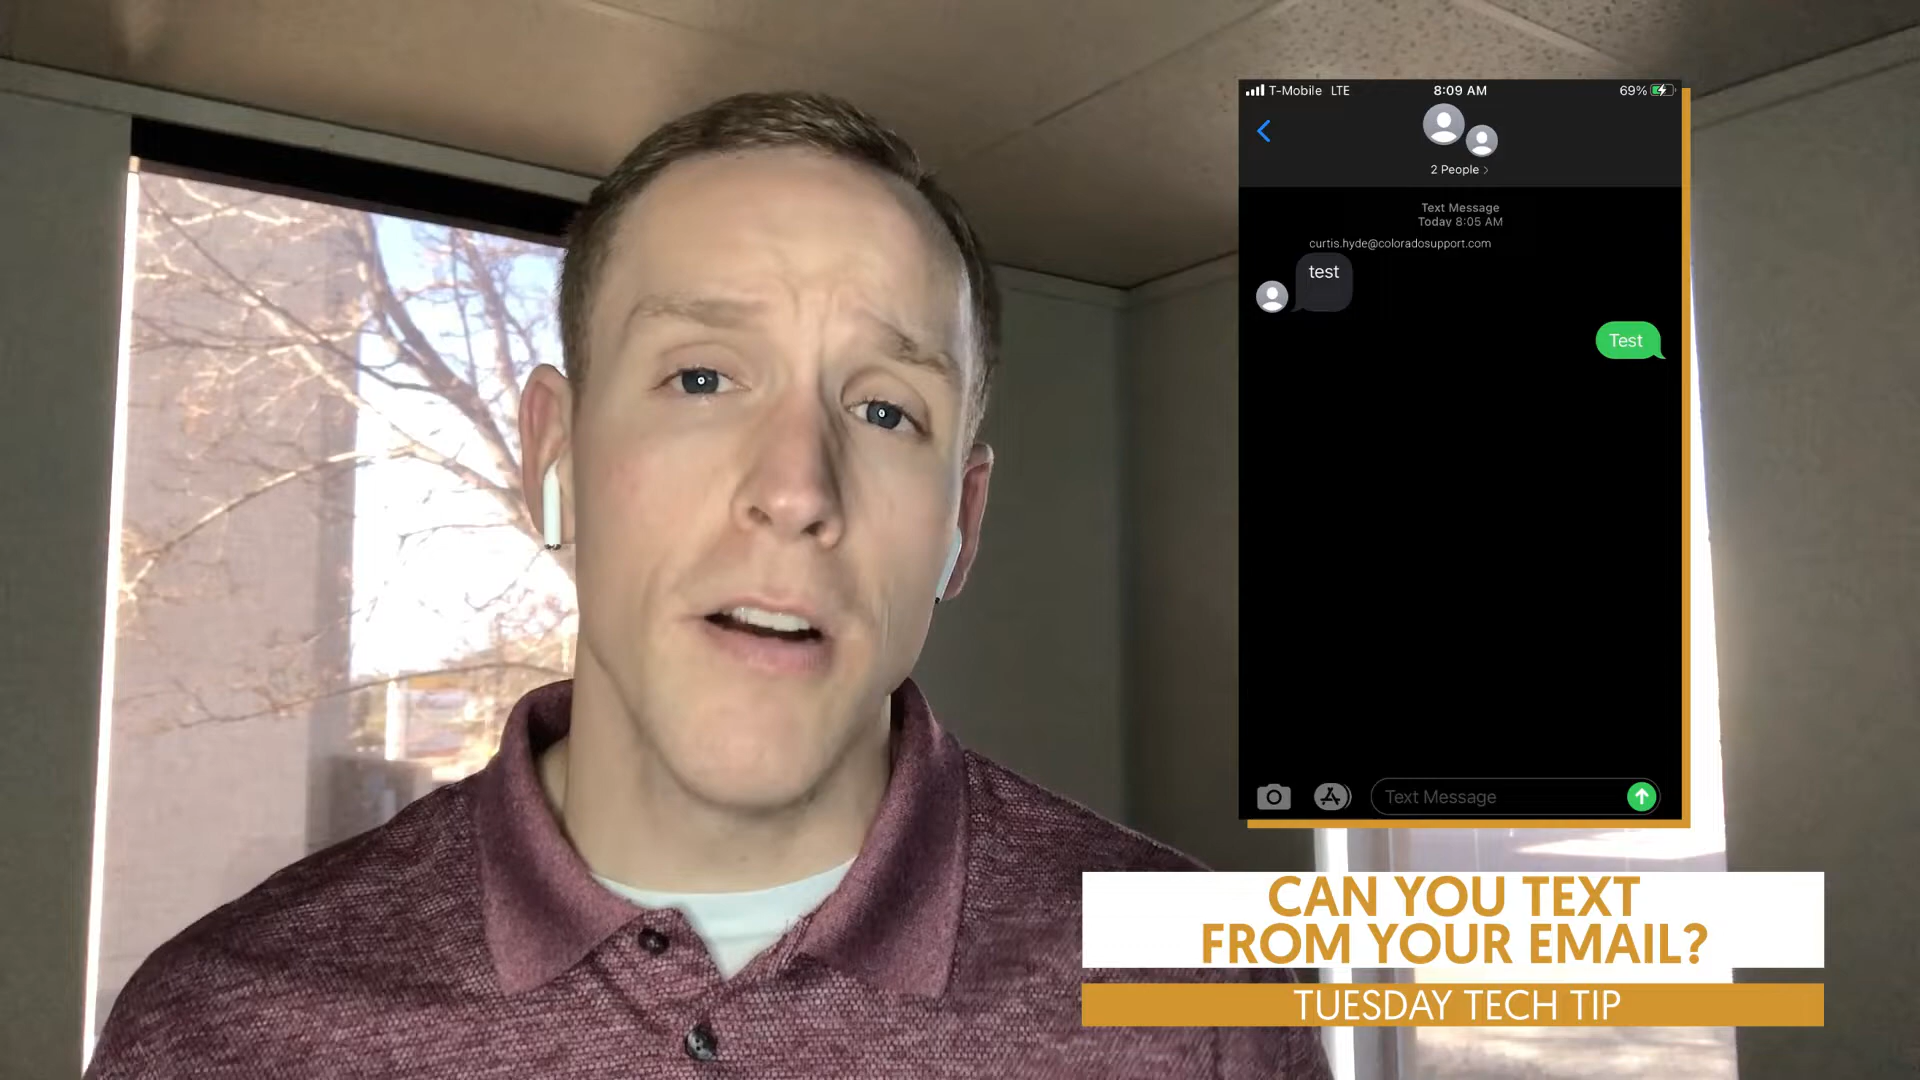 T-Mobile LTE 8:09 AM 69%
2 People
Text Message
Today 8:05 AM
curtis.hyde@coloradosupport.com
test
Test
Text Message
CAN YOU TEXT
FROM YOUR EMAIL?
TUESDAY TECH TIP